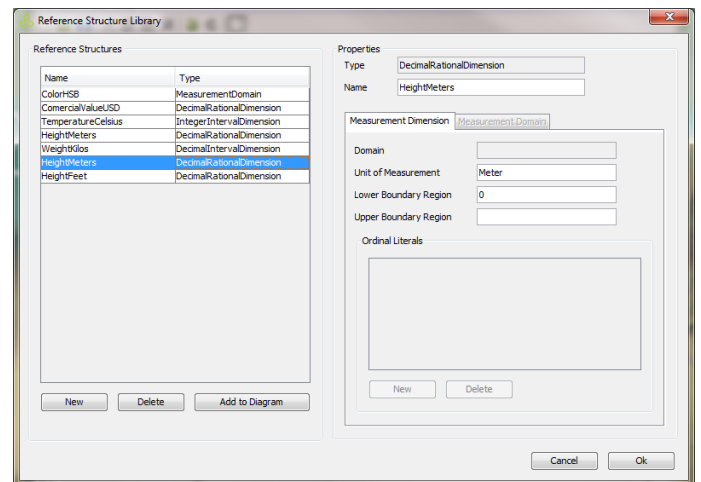 Reference Structure Library
Reference Structures
Name Type
ColorHSB MeasurementDomain
ComercialValueUSD DecimalRationalDimension
TemperatureCelsius IntegerIntervalDimension
HeightMeters DecimalRationalDimension
WeightKilos DecimalIntervalDimension
HeightMeters DecimalRationalDimension
HeightFeet DecimalRationalDimension
New Delete Add to Diagram
Properties
Type DecimalRationalDimension
Name HeightMeters
Measurement Dimension Measurement Domain
Domain
Unit of Measurement Meter
Lower Boundary Region 0
Upper Boundary Region
Ordinal Literals
New Delete
Cancel Ok